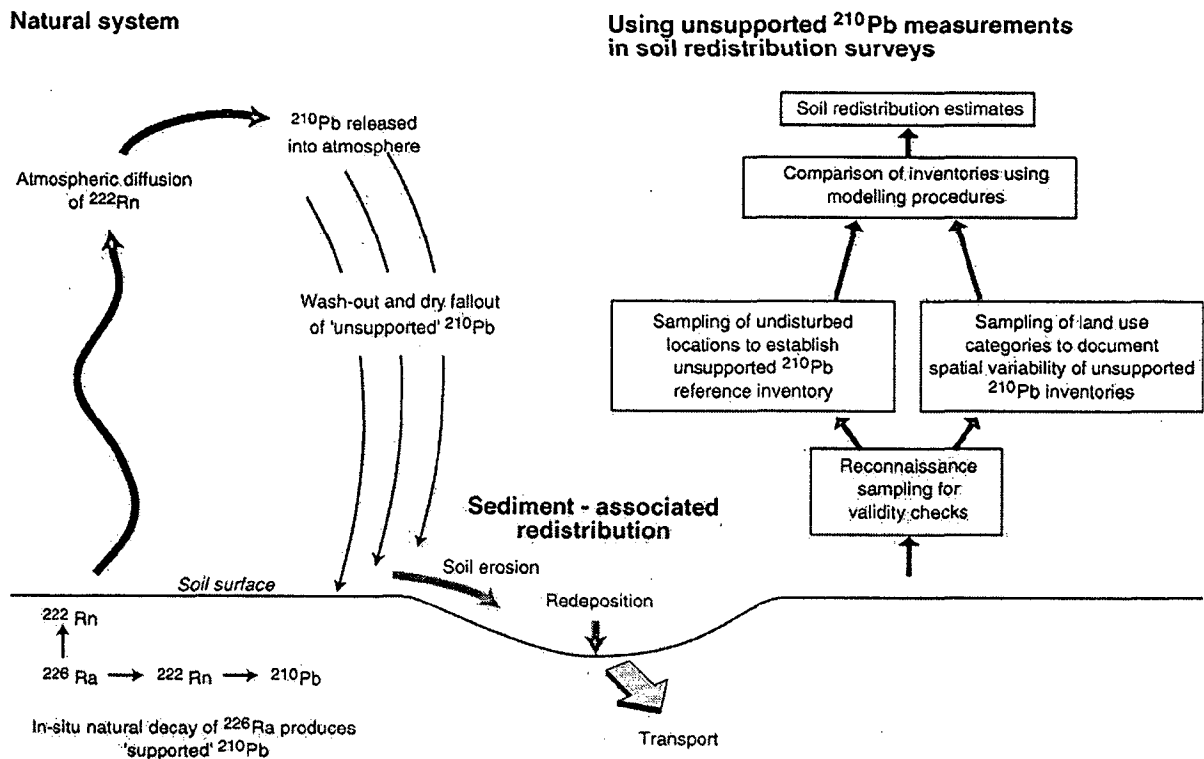 Natural system
210Pb released
into atmosphere
Atmospheric diffusion
of 222Rn
Wash-out and dry fallout
of 'unsupported' 210Pb
Sediment - associated
redistribution
Soil erosion
Soil surface
Redeposition
222 Rn
226 Ra → 222 Rn → 210Pb
In-situ natural decay of 226Ra produces
'supported' 210Pb
Transport
Using unsupported 210Pb measurements
in soil redistribution surveys
Soil redistribution estimates
Comparison of inventories using
modelling procedures
Sampling of undisturbed
locations to establish
unsupported 210Pb
reference inventory
Sampling of land use
categories to document
spatial variability of unsupported
210Pb inventories
Reconnaissance
sampling for
validity checks